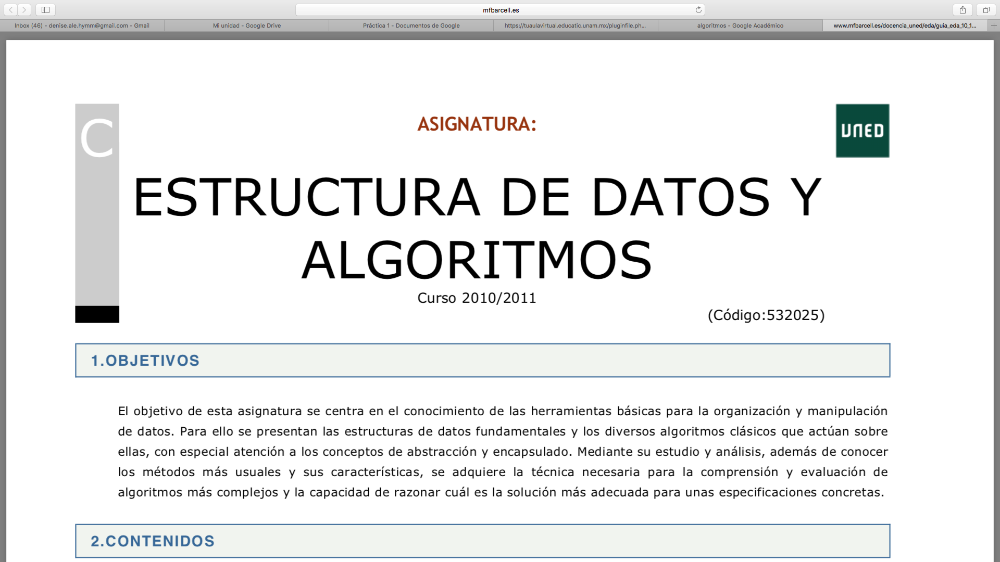 mfbarcell.es
Inbox (46) - denise.ale.hymm@gmail.com - Gmail
Mi unidad - Google Drive
Práctica 1 - Documentos de Google
https://tuaulavirtual.educatic.unam.mx/pluginfile.ph...
algoritmos - Google Académico
www.mfbarcell.es/docencia_uned/eda/guia_eda_10_1...
C
ASIGNATURA:
UNED
ESTRUCTURA DE DATOS Y
ALGORITMOS
Curso 2010/2011
(Código:532025)
1.OBJETIVOS
El objetivo de esta asignatura se centra en el conocimiento de las herramientas básicas para la organización y manipulación
de datos. Para ello se presentan las estructuras de datos fundamentales y los diversos algoritmos clásicos que actúan sobre
ellas, con especial atención a los conceptos de abstracción y encapsulado. Mediante su estudio y análisis, además de conocer
los métodos más usuales y sus características, se adquiere la técnica necesaria para la comprensión y evaluación de
algoritmos más complejos y la capacidad de razonar cuál es la solución más adecuada para unas especificaciones concretas.
2.CONTENIDOS